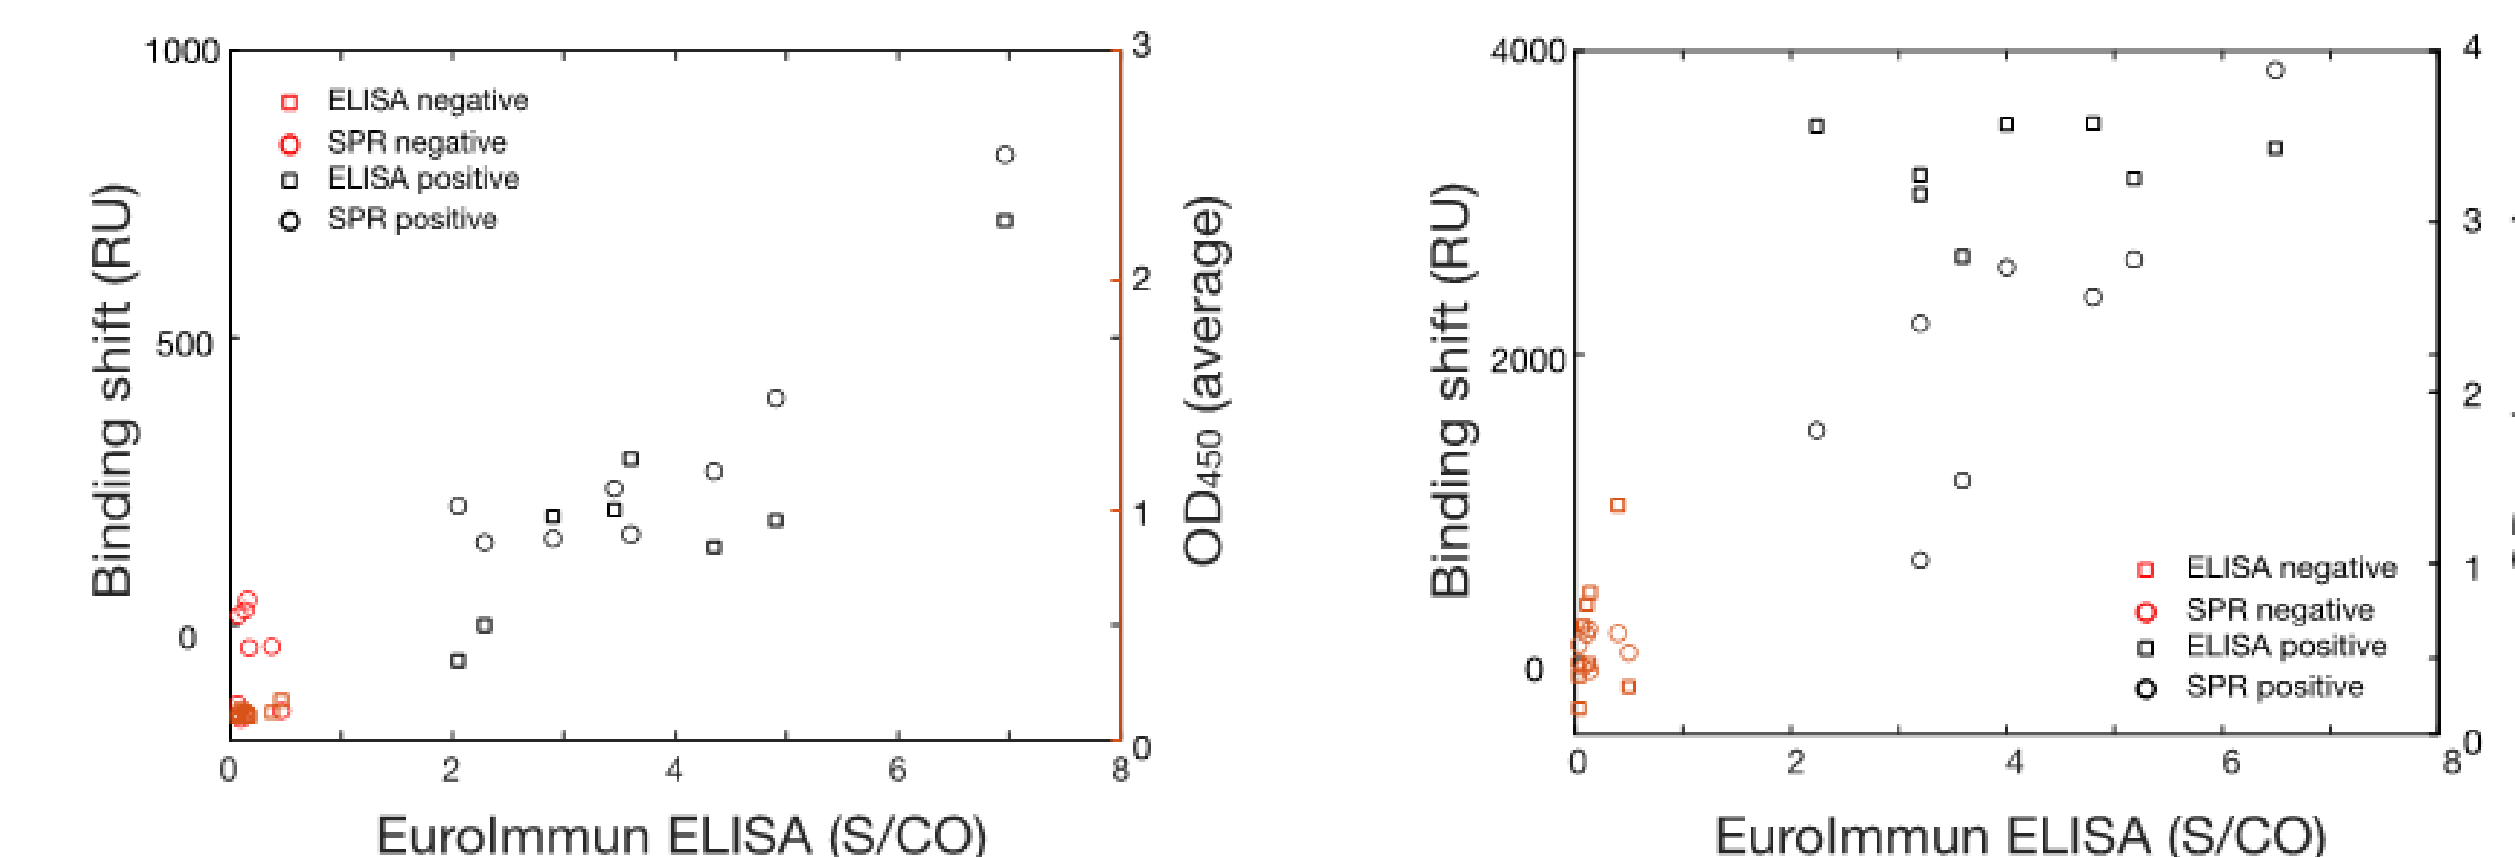 1000
500
0
Binding shift (RU)
ELISA negative
SPR negative
ELISA positive
SPR positive
3
2
1
0
OD450 (average)
0 2 4 6 8
EuroImmun ELISA (S/CO)
4000
2000
0
Binding shift (RU)
4
3
2
1
0
ELISA negative
SPR negative
ELISA positive
SPR positive
0 2 4 6 8
EuroImmun ELISA (S/CO)